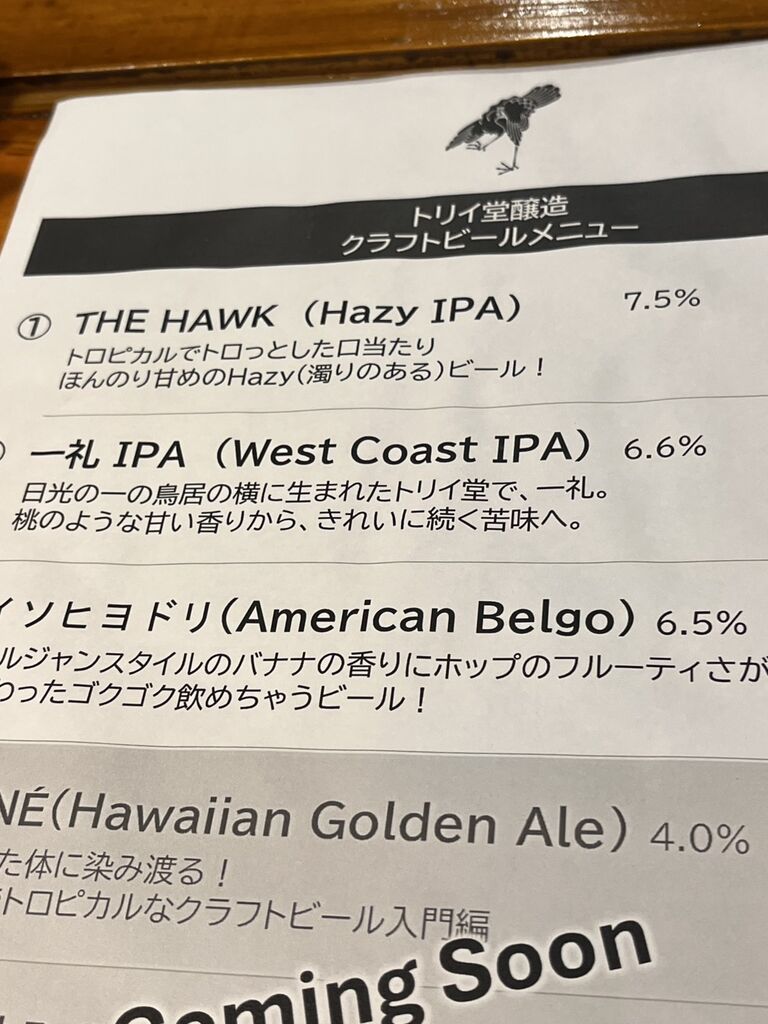 トリイ堂醸造
クラフトビールメニュー
① THE HAWK (Hazy IPA) 7.5%
トロピカルでトロっとした口当たり
ほんのり甘めのHazy(濁りのある)ビール！
一礼 IPA (West Coast IPA) 6.6%
日光の一の鳥居の横に生まれたトリイ堂で、一礼。
桃のような甘い香りから、きれいに続く苦味へ。
イソヒヨドリ(American Belgo) 6.5%
ルジャンスタイルのバナナの香りにホップのフルーティさが
わったゴクゴク飲めちゃうビール！
NÉ(Hawaiian Golden Ale) 4.0%
た体に染み渡る！
トロピカルなクラフトビール入門編
Coming Soon